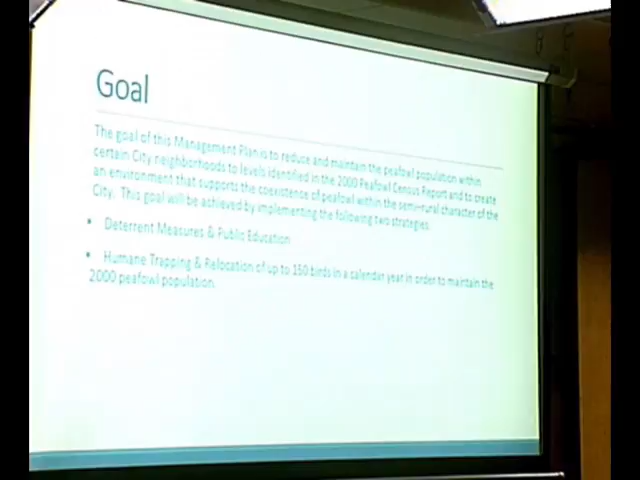 Goal
The goal of this Management Plan is to reduce and maintain the peafowl population within
certain City neighborhoods to levels identified in the 2000 Peafowl Census Report and to create
an environment that supports the coexistence of peafowl within the semi-rural character of the
City. This goal will be achieved by implementing the following two strategies.
• Deterrent Measures & Public Education
• Humane Trapping & Relocation of up to 150 birds in a calendar year in order to maintain the
2000 peafowl population.